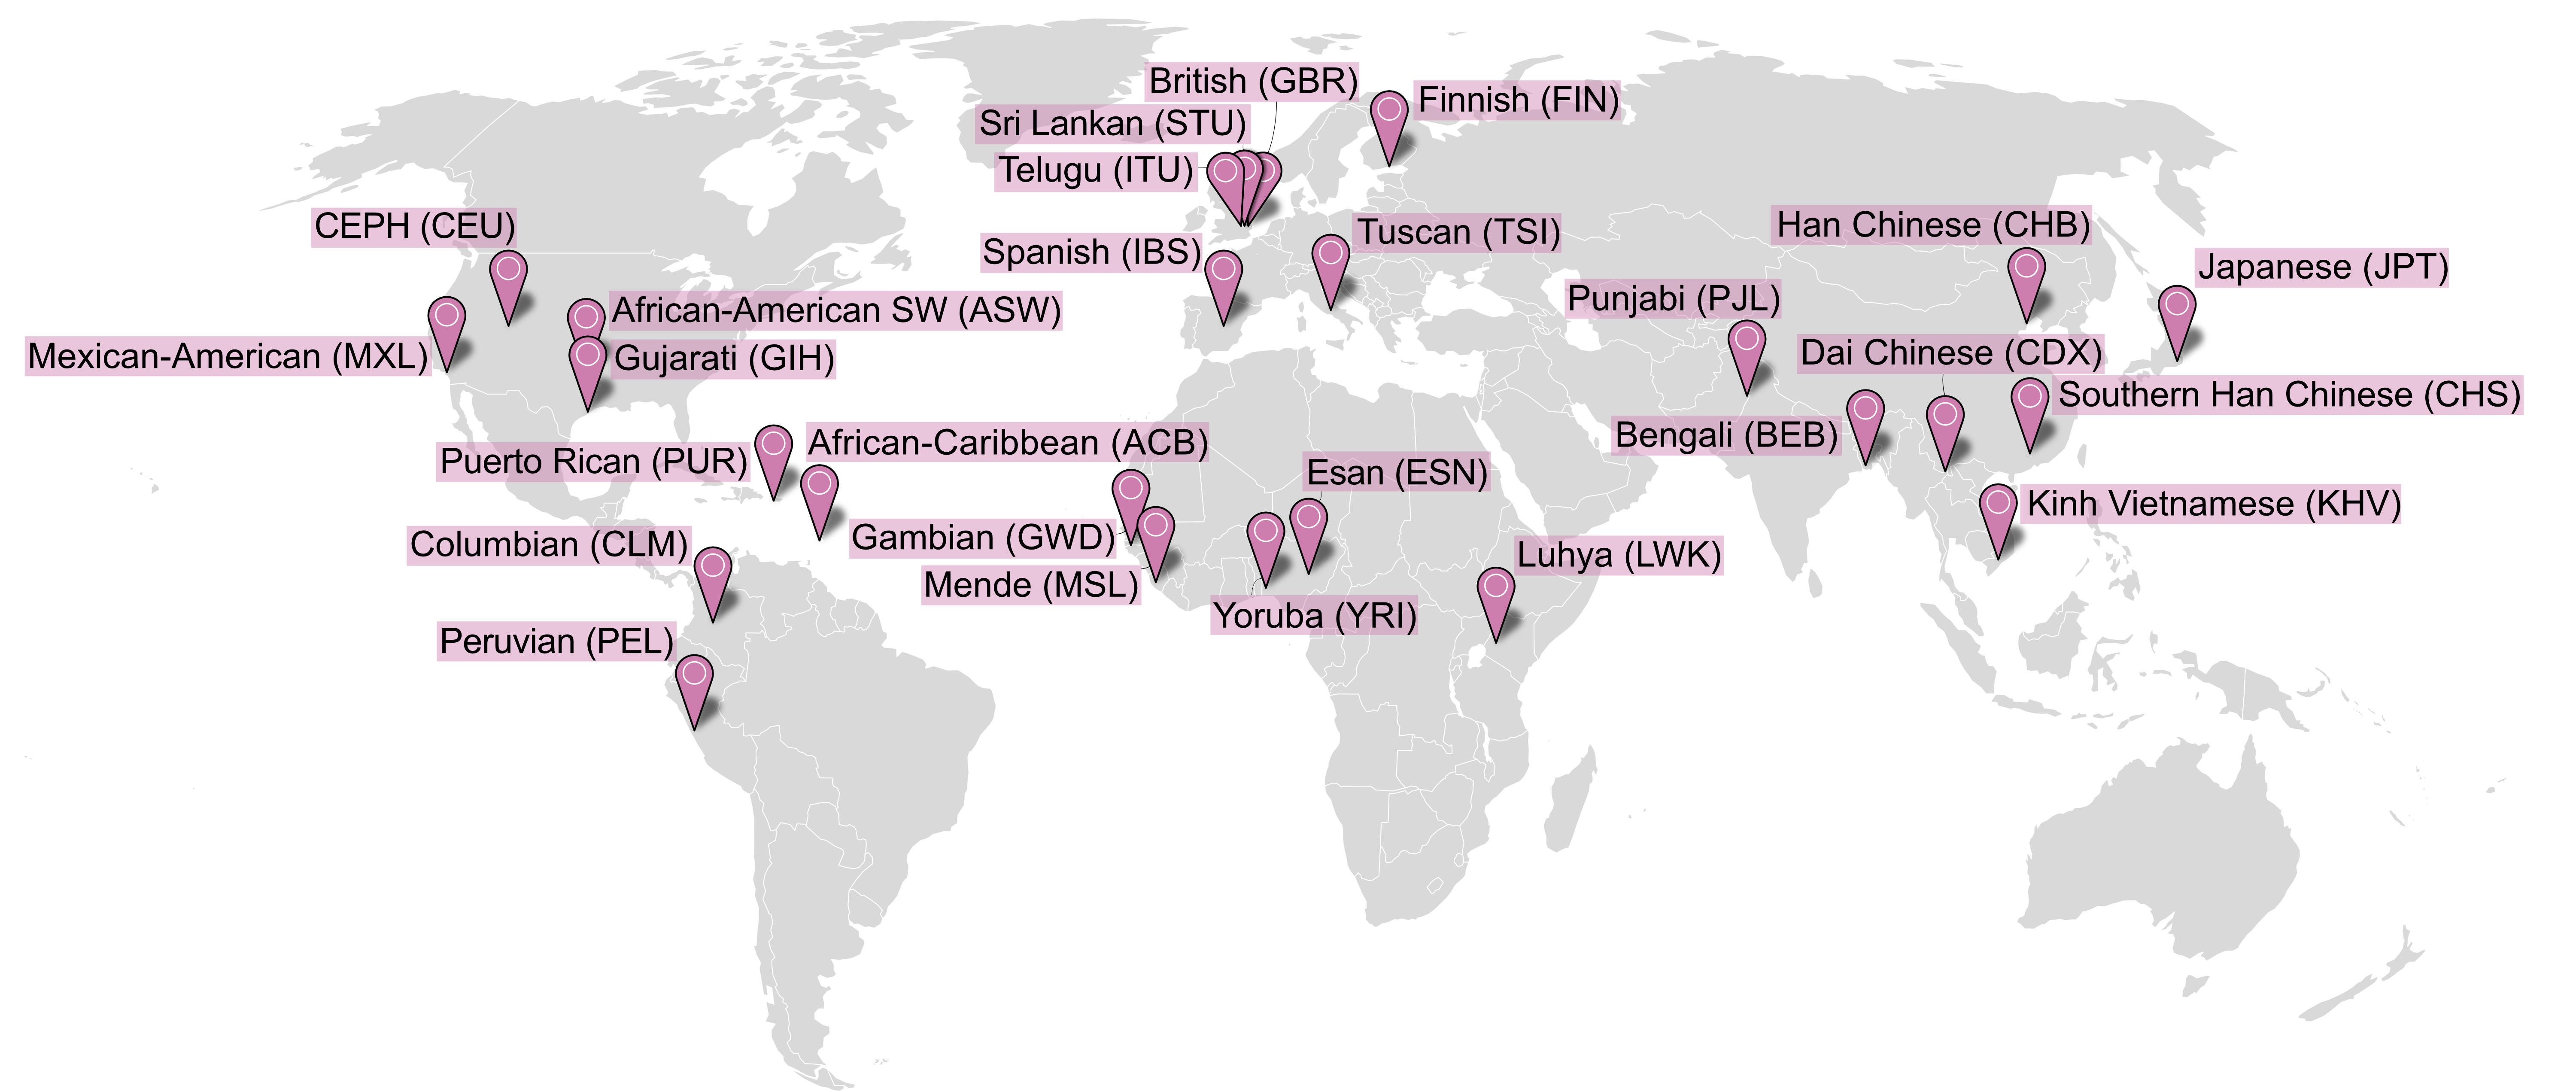 British (GBR)
Finnish (FIN)
Sri Lankan (STU)
Telugu (ITU)
CEPH (CEU)
Tuscan (TSI)
Han Chinese (CHB)
Spanish (IBS)
Japanese (JPT)
Punjabi (PJL)
African-American SW (ASW)
Mexican-American (MXL)
Gujarati (GIH)
Dai Chinese (CDX)
Southern Han Chinese (CHS)
Bengali (BEB)
African-Caribbean (ACB)
Puerto Rican (PUR)
Esan (ESN)
Kinh Vietnamese (KHV)
Gambian (GWD)
Columbian (CLM)
Luhya (LWK)
Mende (MSL)
Yoruba (YRI)
Peruvian (PEL)